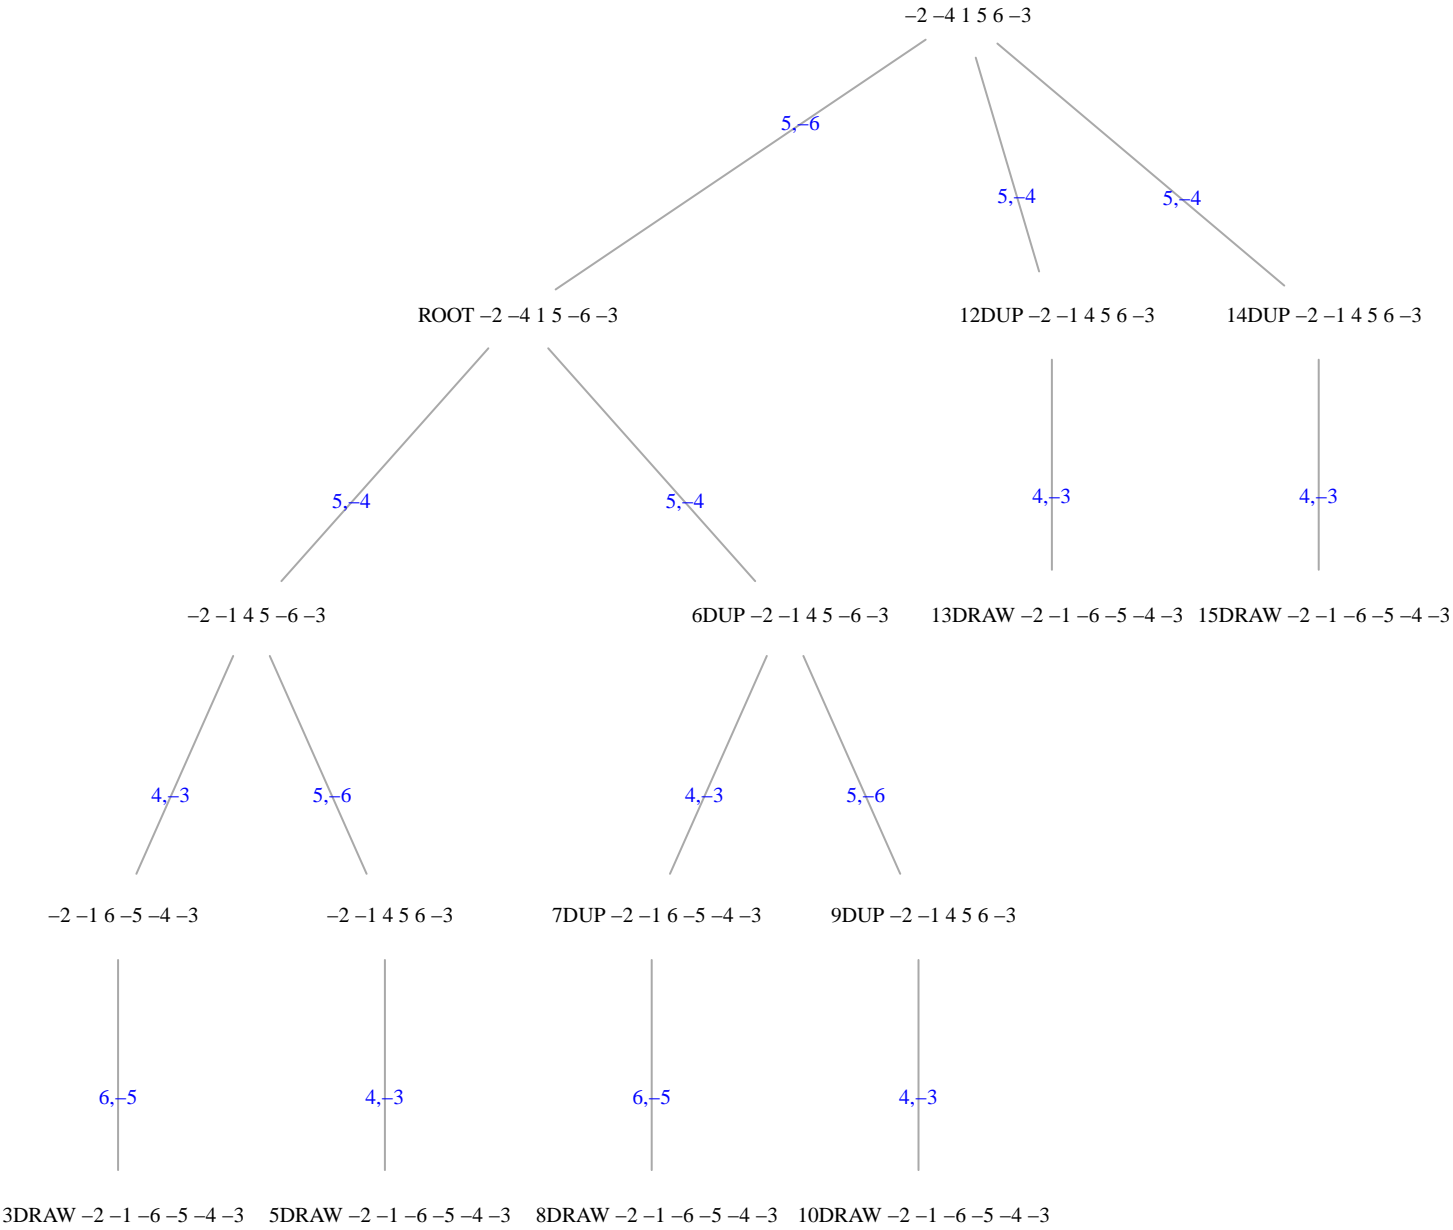 –2 –4 1 5 6 –3
5,–6
5,–4
5,–4
ROOT –2 –4 1 5 –6 –3
12DUP –2 –1 4 5 6 –3
14DUP –2 –1 4 5 6 –3
5,–4
5,–4
4,–3
4,–3
–2 –1 4 5 –6 –3
6DUP –2 –1 4 5 –6 –3
13DRAW –2 –1 –6 –5 –4 –3
15DRAW –2 –1 –6 –5 –4 –3
4,–3
5,–6
4,–3
5,–6
–2 –1 6 –5 –4 –3
–2 –1 4 5 6 –3
7DUP –2 –1 6 –5 –4 –3
9DUP –2 –1 4 5 6 –3
6,–5
4,–3
6,–5
4,–3
3DRAW –2 –1 –6 –5 –4 –3
5DRAW –2 –1 –6 –5 –4 –3
8DRAW –2 –1 –6 –5 –4 –3
10DRAW –2 –1 –6 –5 –4 –3